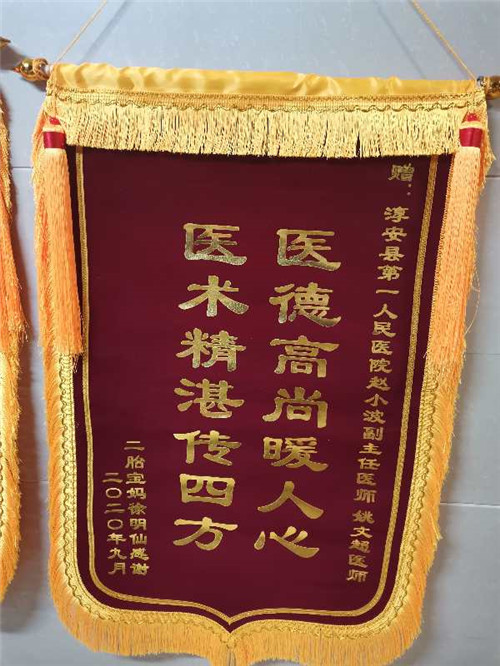 赠：淳安县第一人民医院赵小波副主任医师 姚文超医师
医德高尚暖人心
医术精湛传四方
二胎宝妈徐明仙感谢
二〇二〇年九月